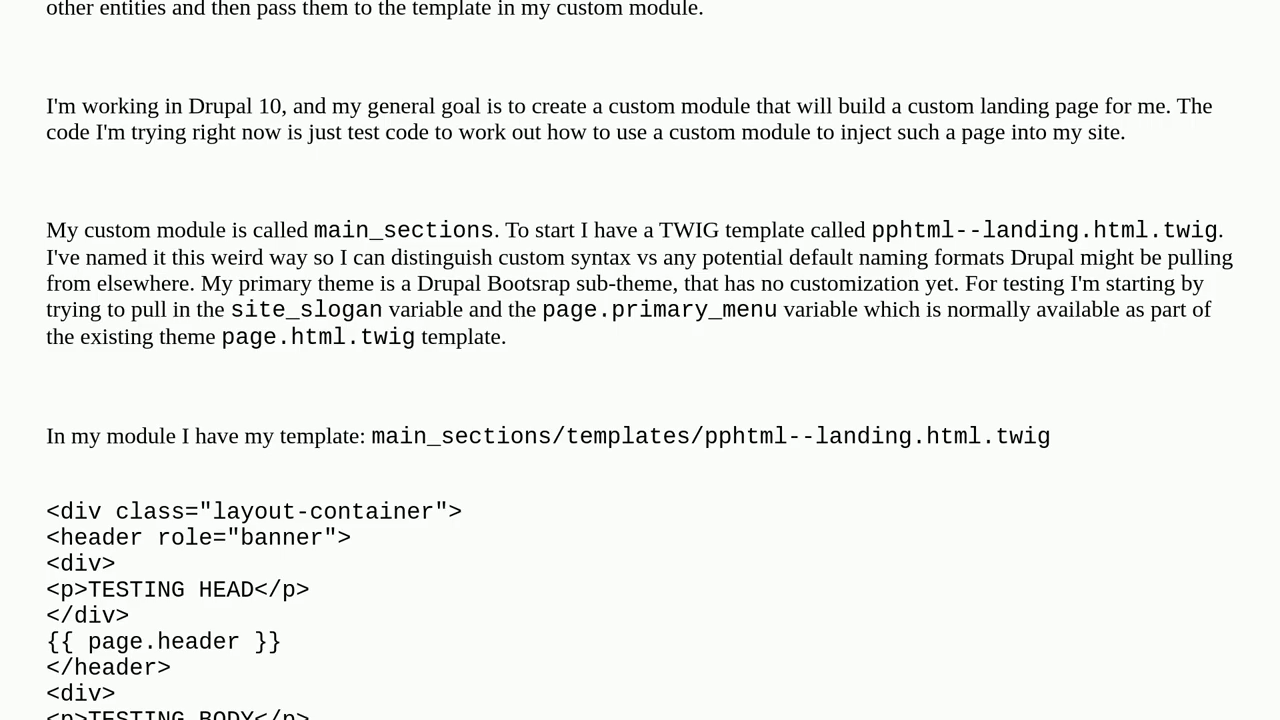 other entities and then pass them to the template in my custom module.
I'm working in Drupal 10, and my general goal is to create a custom module that will build a custom landing page for me. The
code I'm trying right now is just test code to work out how to use a custom module to inject such a page into my site.
My custom module is called main_sections. To start I have a TWIG template called pphtml--landing.html.twig.
I've named it this weird way so I can distinguish custom syntax vs any potential default naming formats Drupal might be pulling
from elsewhere. My primary theme is a Drupal Bootsrap sub-theme, that has no customization yet. For testing I'm starting by
trying to pull in the site_slogan variable and the page.primary_menu variable which is normally available as part of
the existing theme page.html.twig template.
In my module I have my template: main_sections/templates/pphtml--landing.html.twig
<div class="layout-container">
<header role="banner">
<div>
<p>TESTING HEAD</p>
</div>
{{ page.header }}
</header>
<div>
<p>TESTING BODY</p>